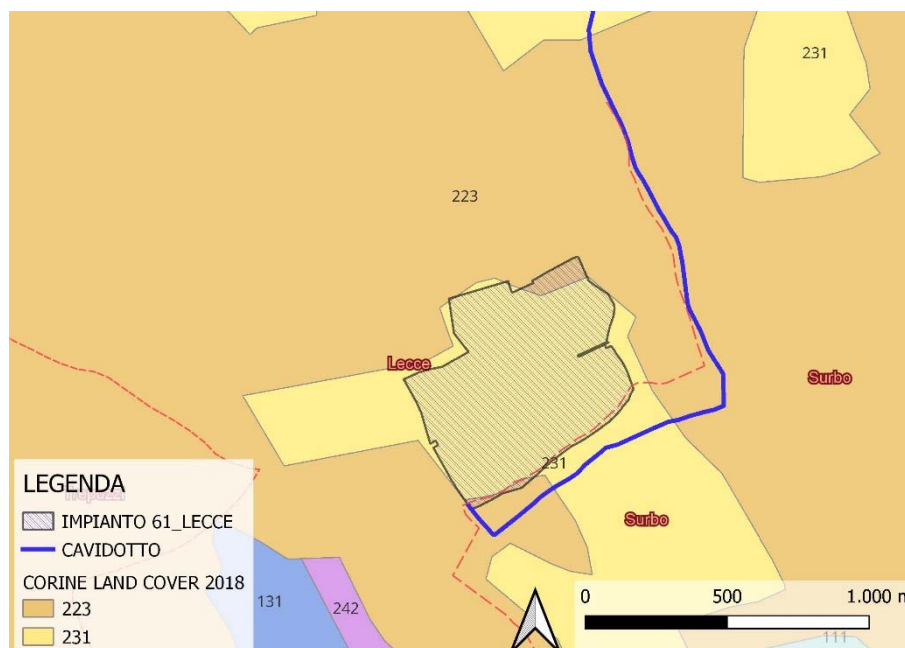 231
223
Lecce
Surbo
231
Surbo
LEGENDA
IMPIANTO 61_LECCE
CAVIDOTTO
CORINE LAND COVER 2018
223
231
131
242
0 500 1.000 m
111